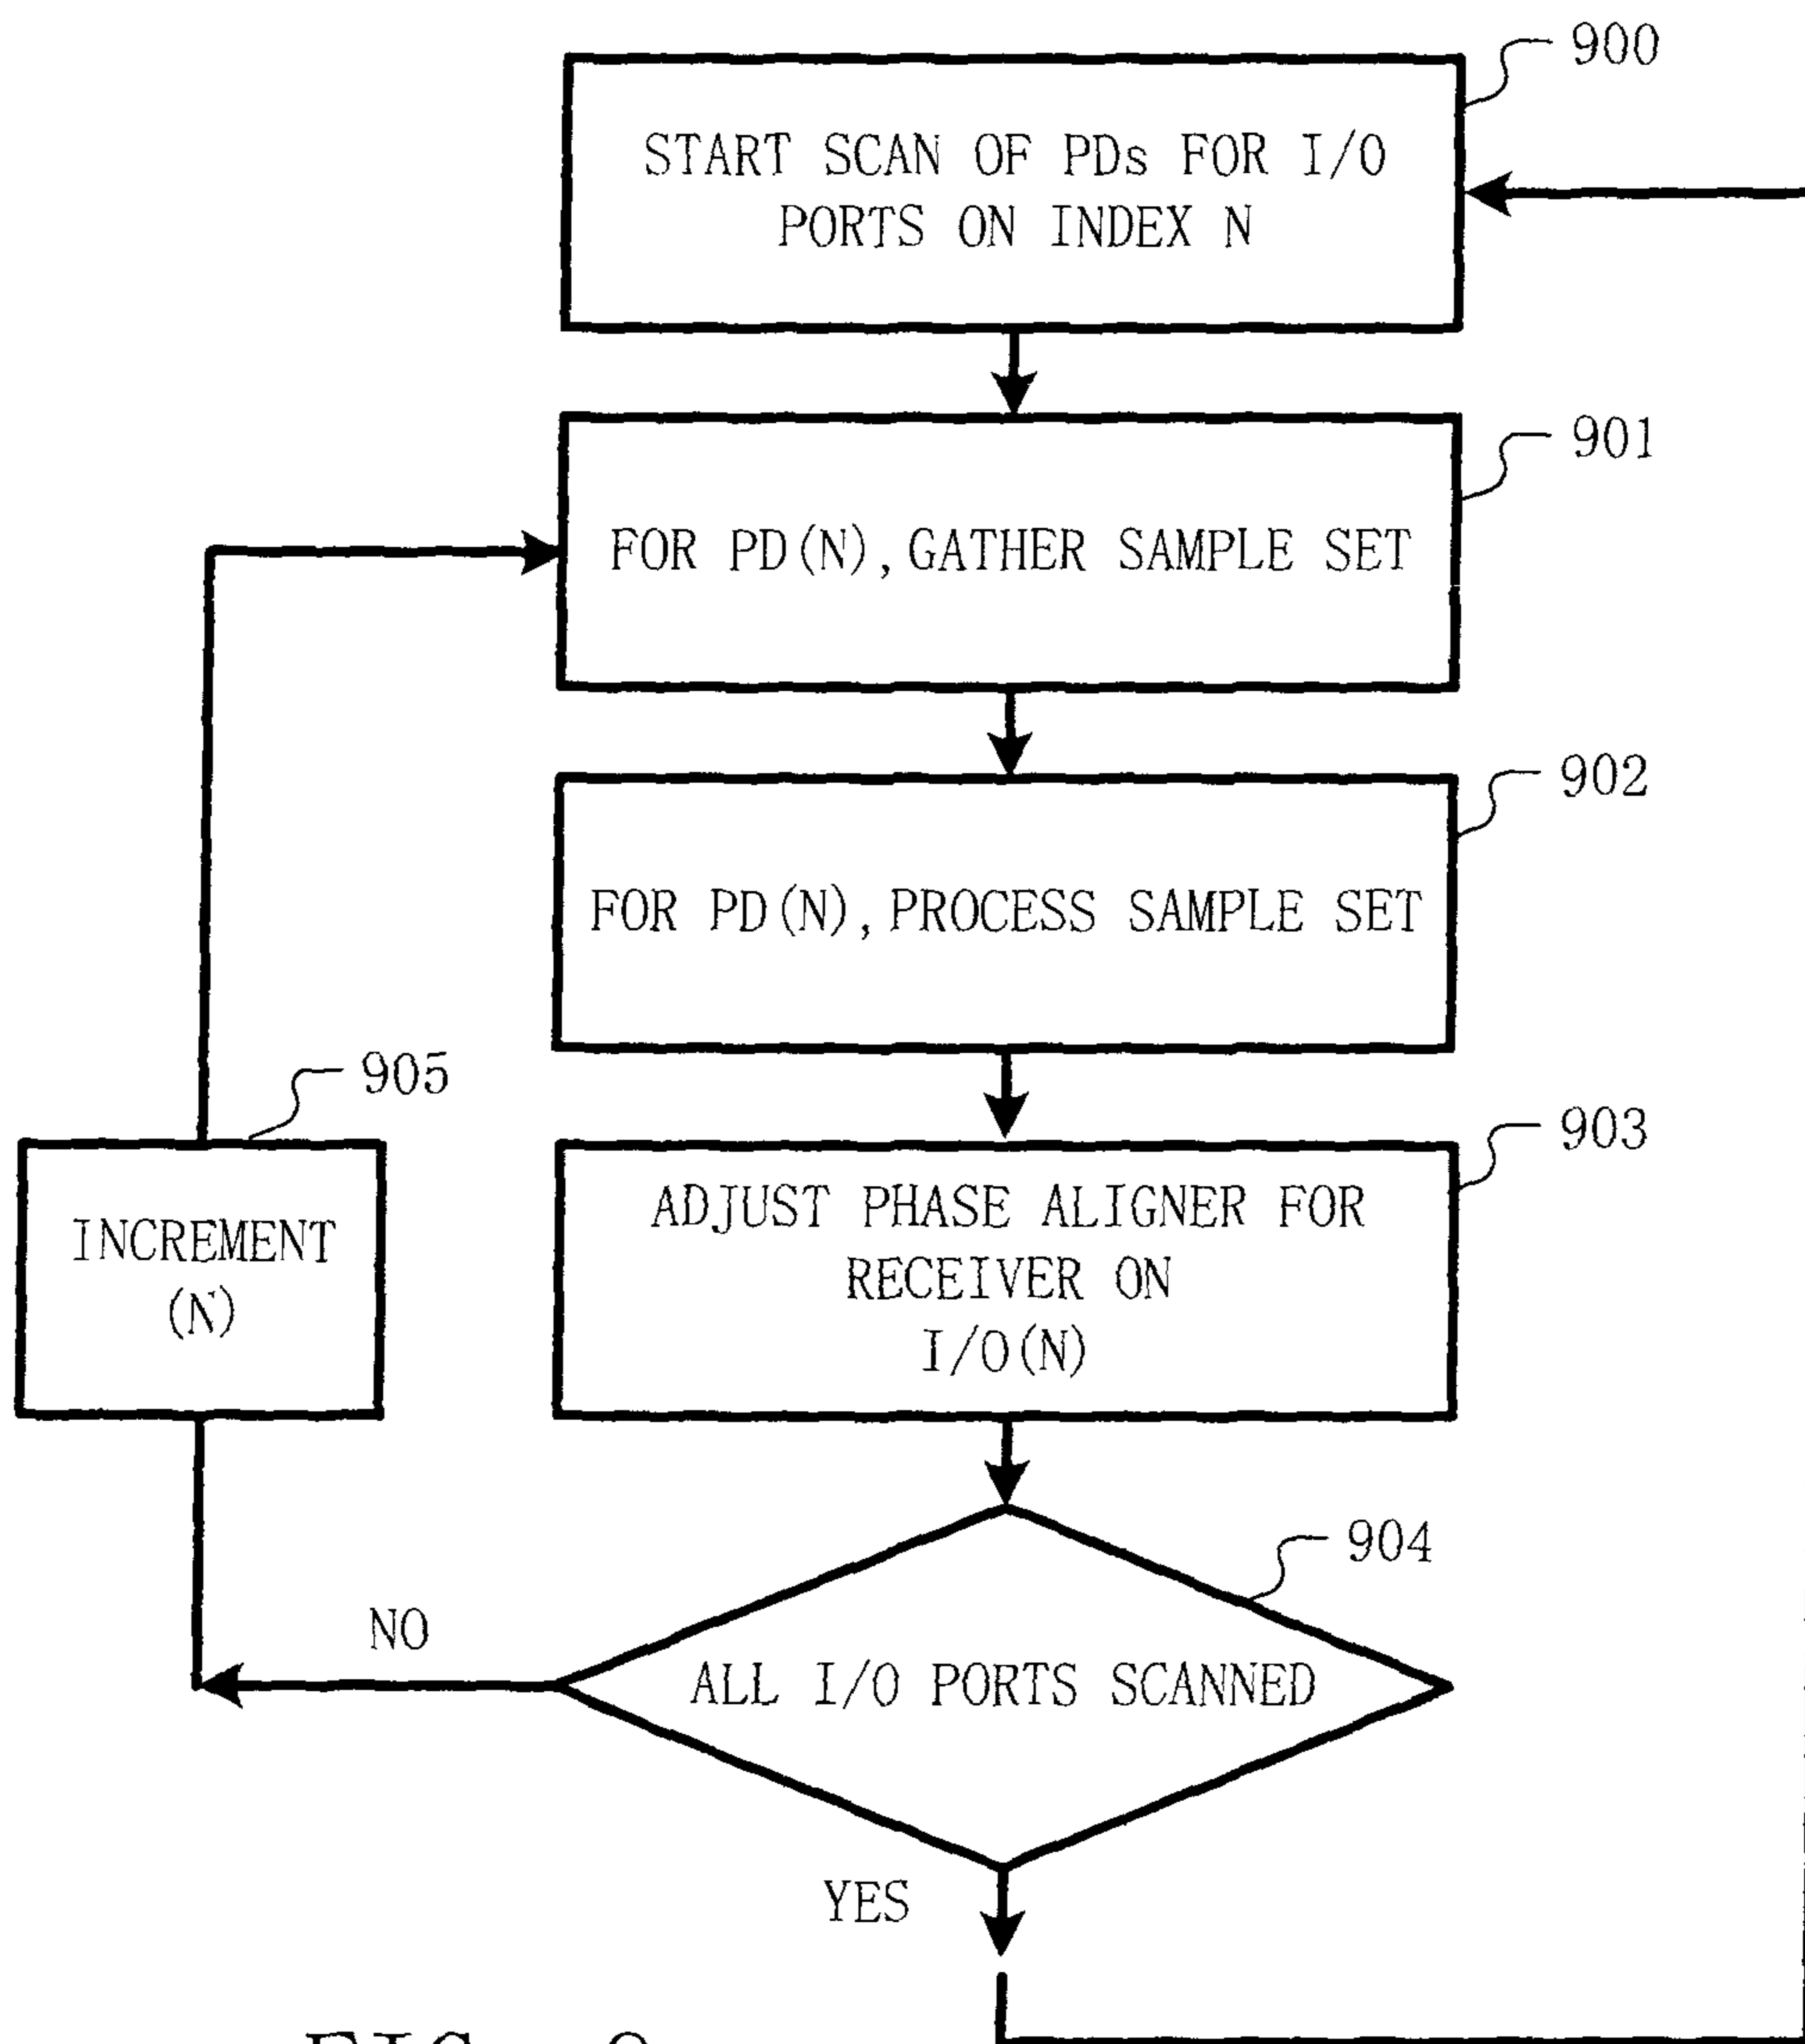 900
START SCAN OF PDs FOR I/O
PORTS ON INDEX N
901
FOR PD(N), GATHER SAMPLE SET
902
FOR PD(N), PROCESS SAMPLE SET
905
INCREMENT
(N)
903
ADJUST PHASE ALIGNER FOR
RECEIVER ON
I/O(N)
904
NO
ALL I/O PORTS SCANNED
YES